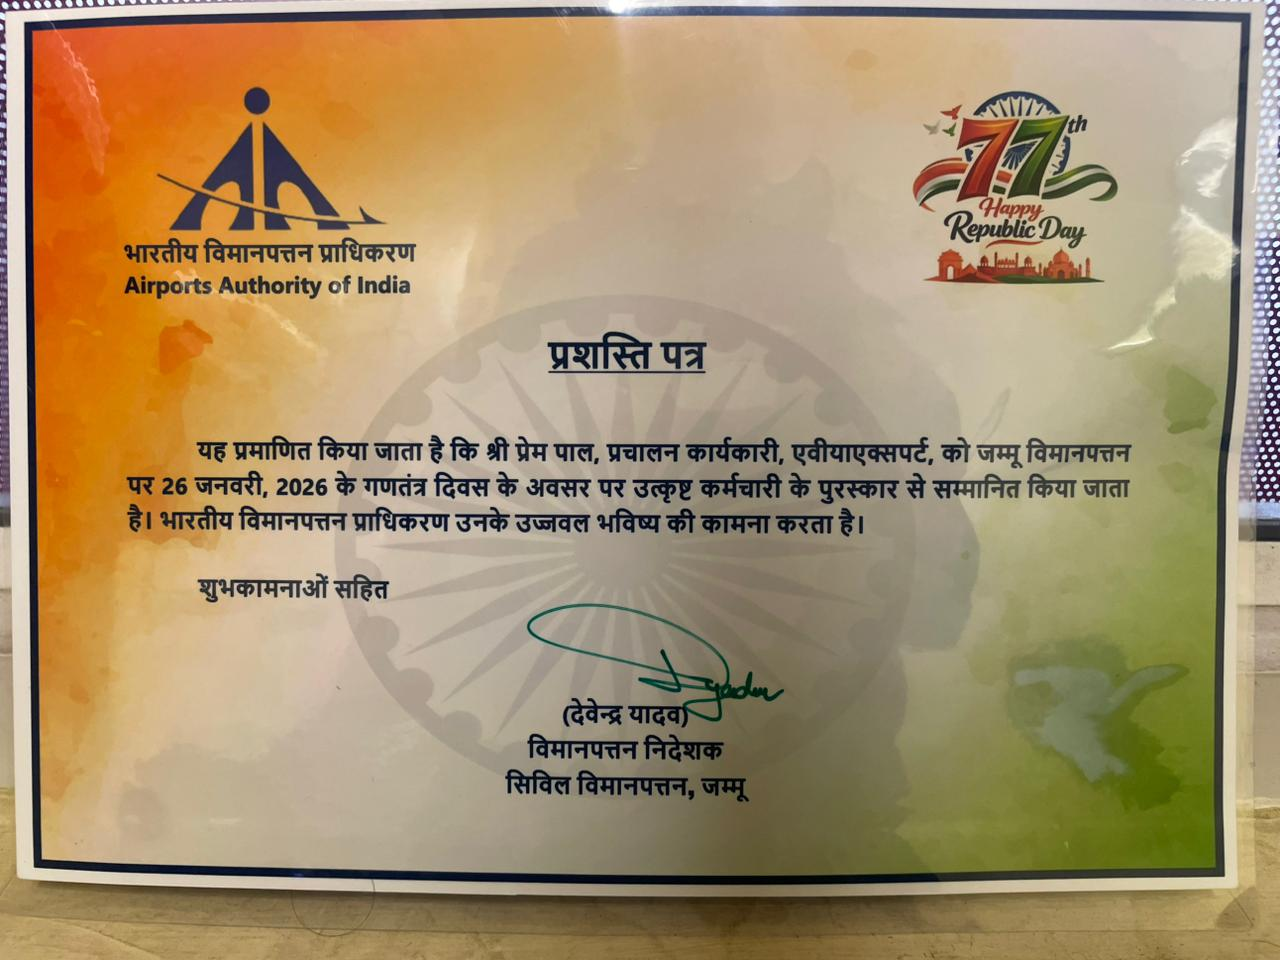 भारतीय विमानपत्तन प्राधिकरण
Airports Authority of India
77th
Happy
Republic Day
प्रशस्ति पत्र
यह प्रमाणित किया जाता है कि श्री प्रेम पाल, प्रचालन कार्यकारी, एवीयाएक्सपर्ट, को जम्मू विमानपत्तन
पर 26 जनवरी, 2026 के गणतंत्र दिवस के अवसर पर उत्कृष्ट कर्मचारी के पुरस्कार से सम्मानित किया जाता
है। भारतीय विमानपत्तन प्राधिकरण उनके उज्जवल भविष्य की कामना करता है।
शुभकामनाओं सहित
(देवेन्द्र यादव)
विमानपत्तन निदेशक
सिविल विमानपत्तन, जम्मू